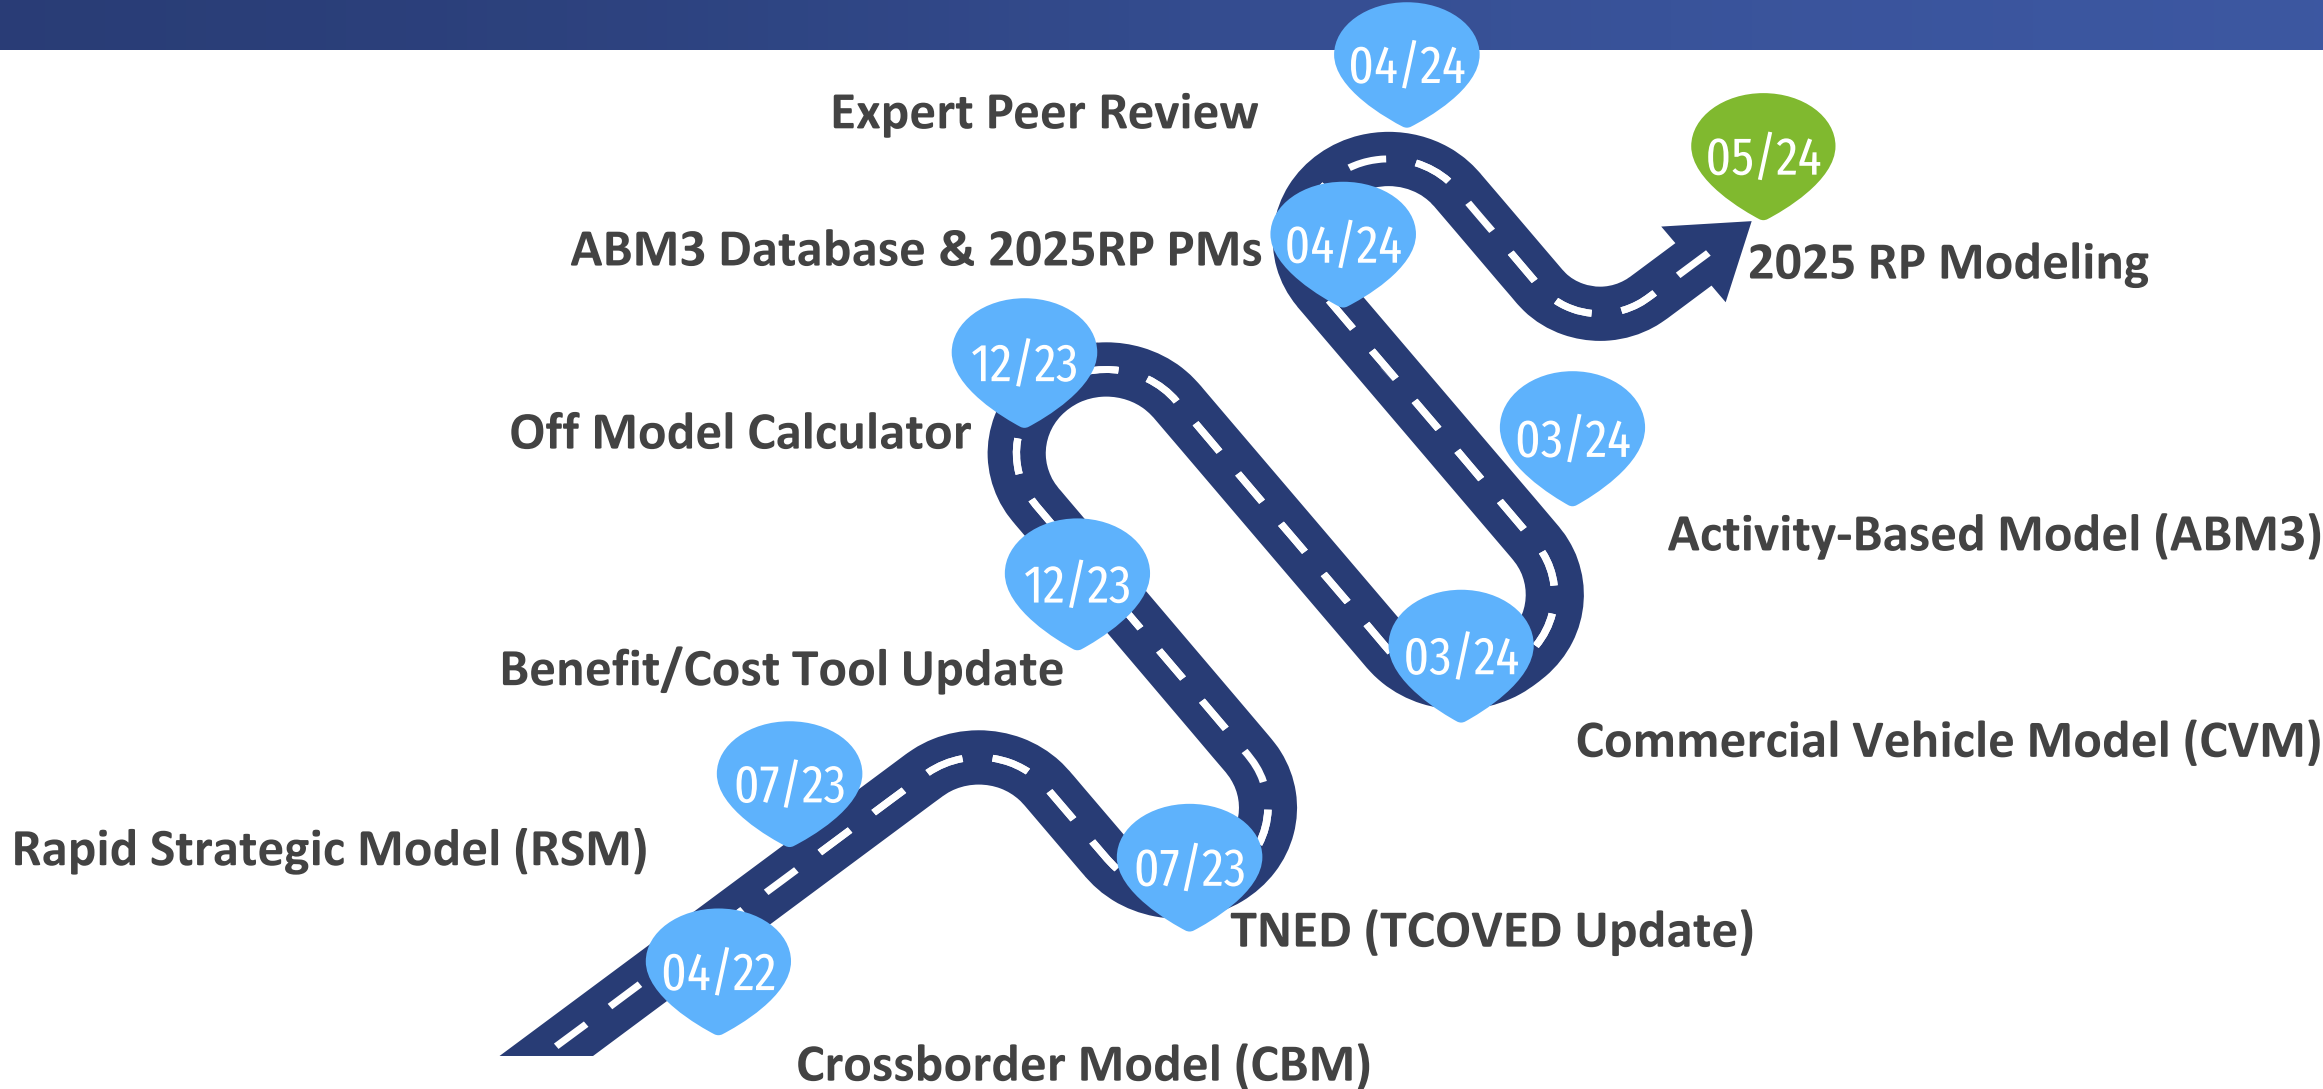 04/24
Expert Peer Review
05/24
ABM3 Database & 2025RP PMs
04/24
2025 RP Modeling
12/23
Off Model Calculator
03/24
Activity-Based Model (ABM3)
12/23
Benefit/Cost Tool Update
03/24
Commercial Vehicle Model (CVM)
07/23
Rapid Strategic Model (RSM)
07/23
TNED (TCOVED Update)
04/22
Crossborder Model (CBM)